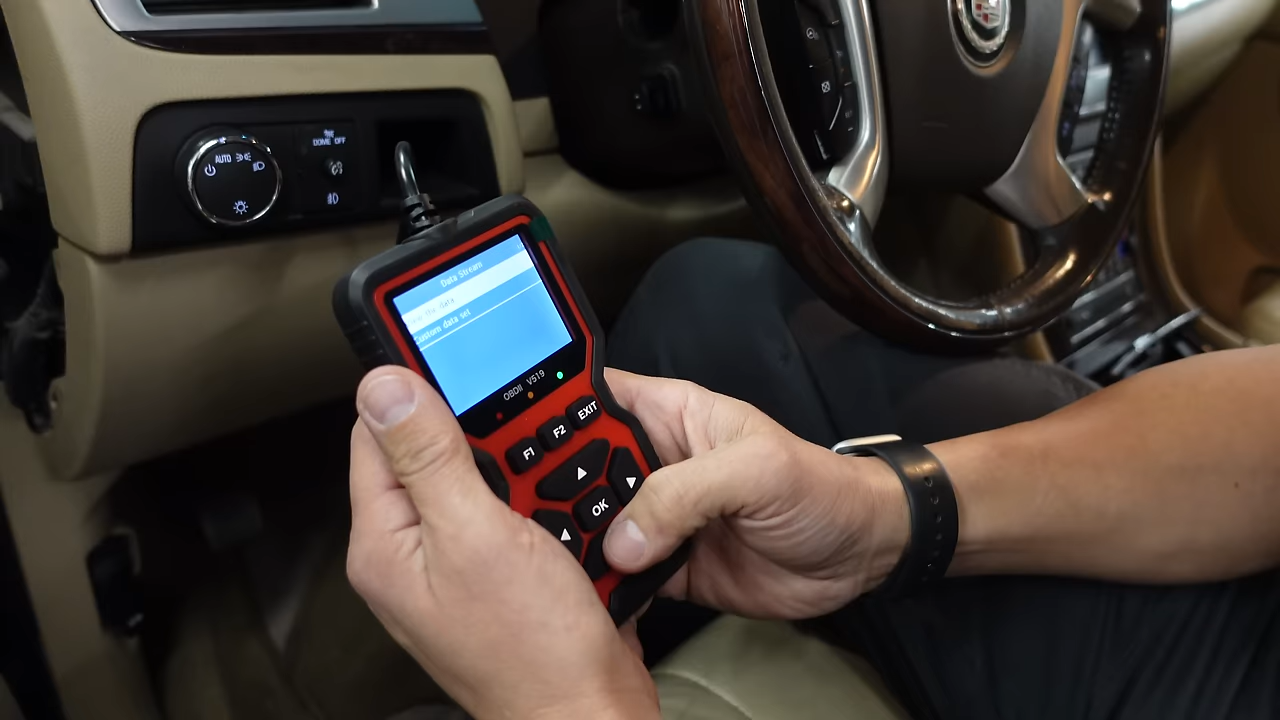 AUTO
DOME OFF
Data Stream
Custom data set
OBDII VS19
F1
F2
EXIT
OK